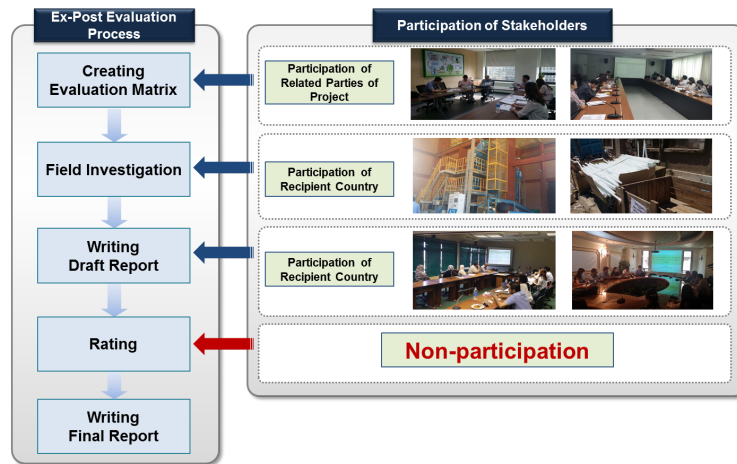 Ex-Post Evaluation
Process
Participation of Stakeholders
Creating
Evaluation Matrix
Participation of
Related Parties of
Project
Field Investigation
Participation of
Recipient Country
Writing
Draft Report
Participation of
Recipient Country
Rating
Non-participation
Writing
Final Report